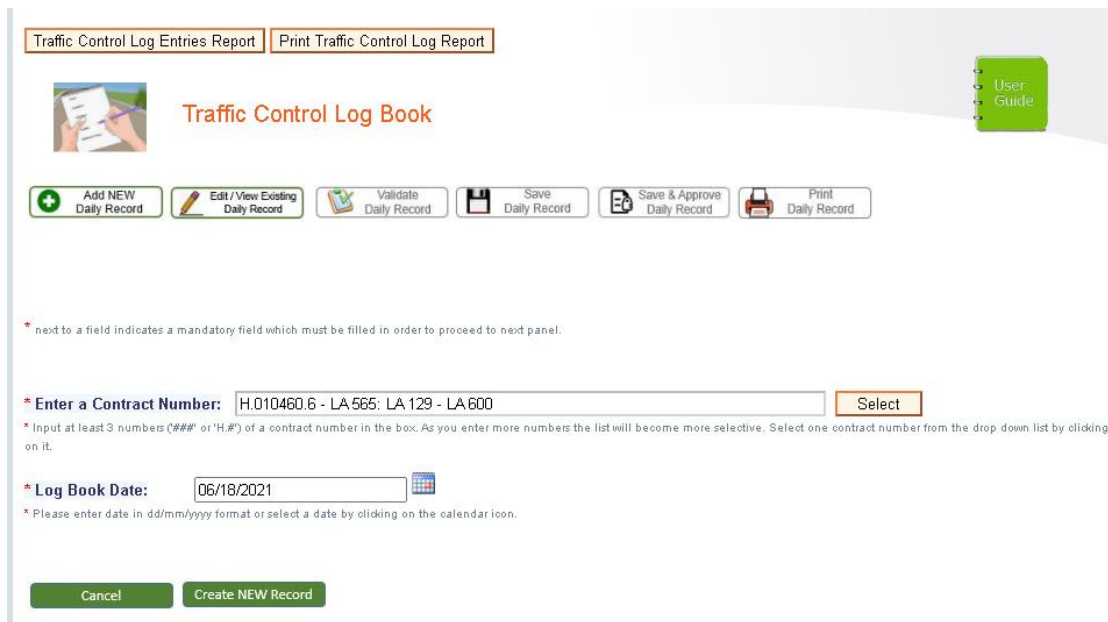 Traffic Control Log Entries Report Print Traffic Control Log Report
User
Guide
Traffic Control Log Book
Add NEW
Daily Record
Edit / View Existing
Daily Record
Validate
Daily Record
Save
Daily Record
Save & Approve
Daily Record
Print
Daily Record
* next to a field indicates a mandatory field which must be filled in order to proceed to next panel.
* Enter a Contract Number: H.010460.6 - LA 565: LA 129 - LA 600 Select
* Input at least 3 numbers ('###' or 'H.#') of a contract number in the box. As you enter more numbers the list will become more selective. Select one contract number from the drop down list by clicking
on it.
* Log Book Date: 06/18/2021
* Please enter date in dd/mm/yyyy format or select a date by clicking on the calendar icon.
Cancel Create NEW Record